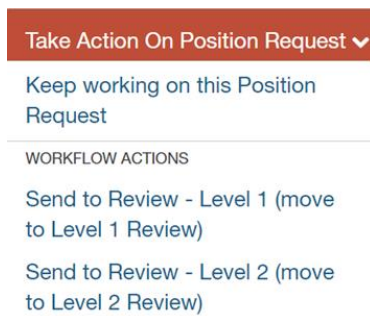 Take Action On Position Request
Keep working on this Position
Request
WORKFLOW ACTIONS
Send to Review - Level 1 (move
to Level 1 Review)
Send to Review - Level 2 (move
to Level 2 Review)